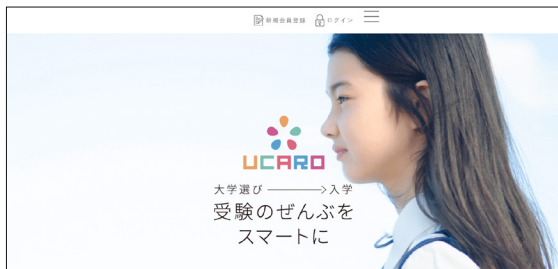 新規会員登録 ログイン
UCARO
大学選び → 入学
受験のぜんぶを
スマートに